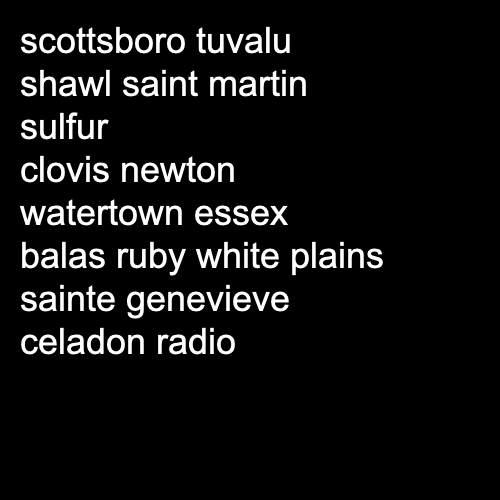 scottsboro tuvalu
shawl saint martin
sulfur
clovis newton
watertown essex
balas ruby white plains
sainte genevieve
celadon radio